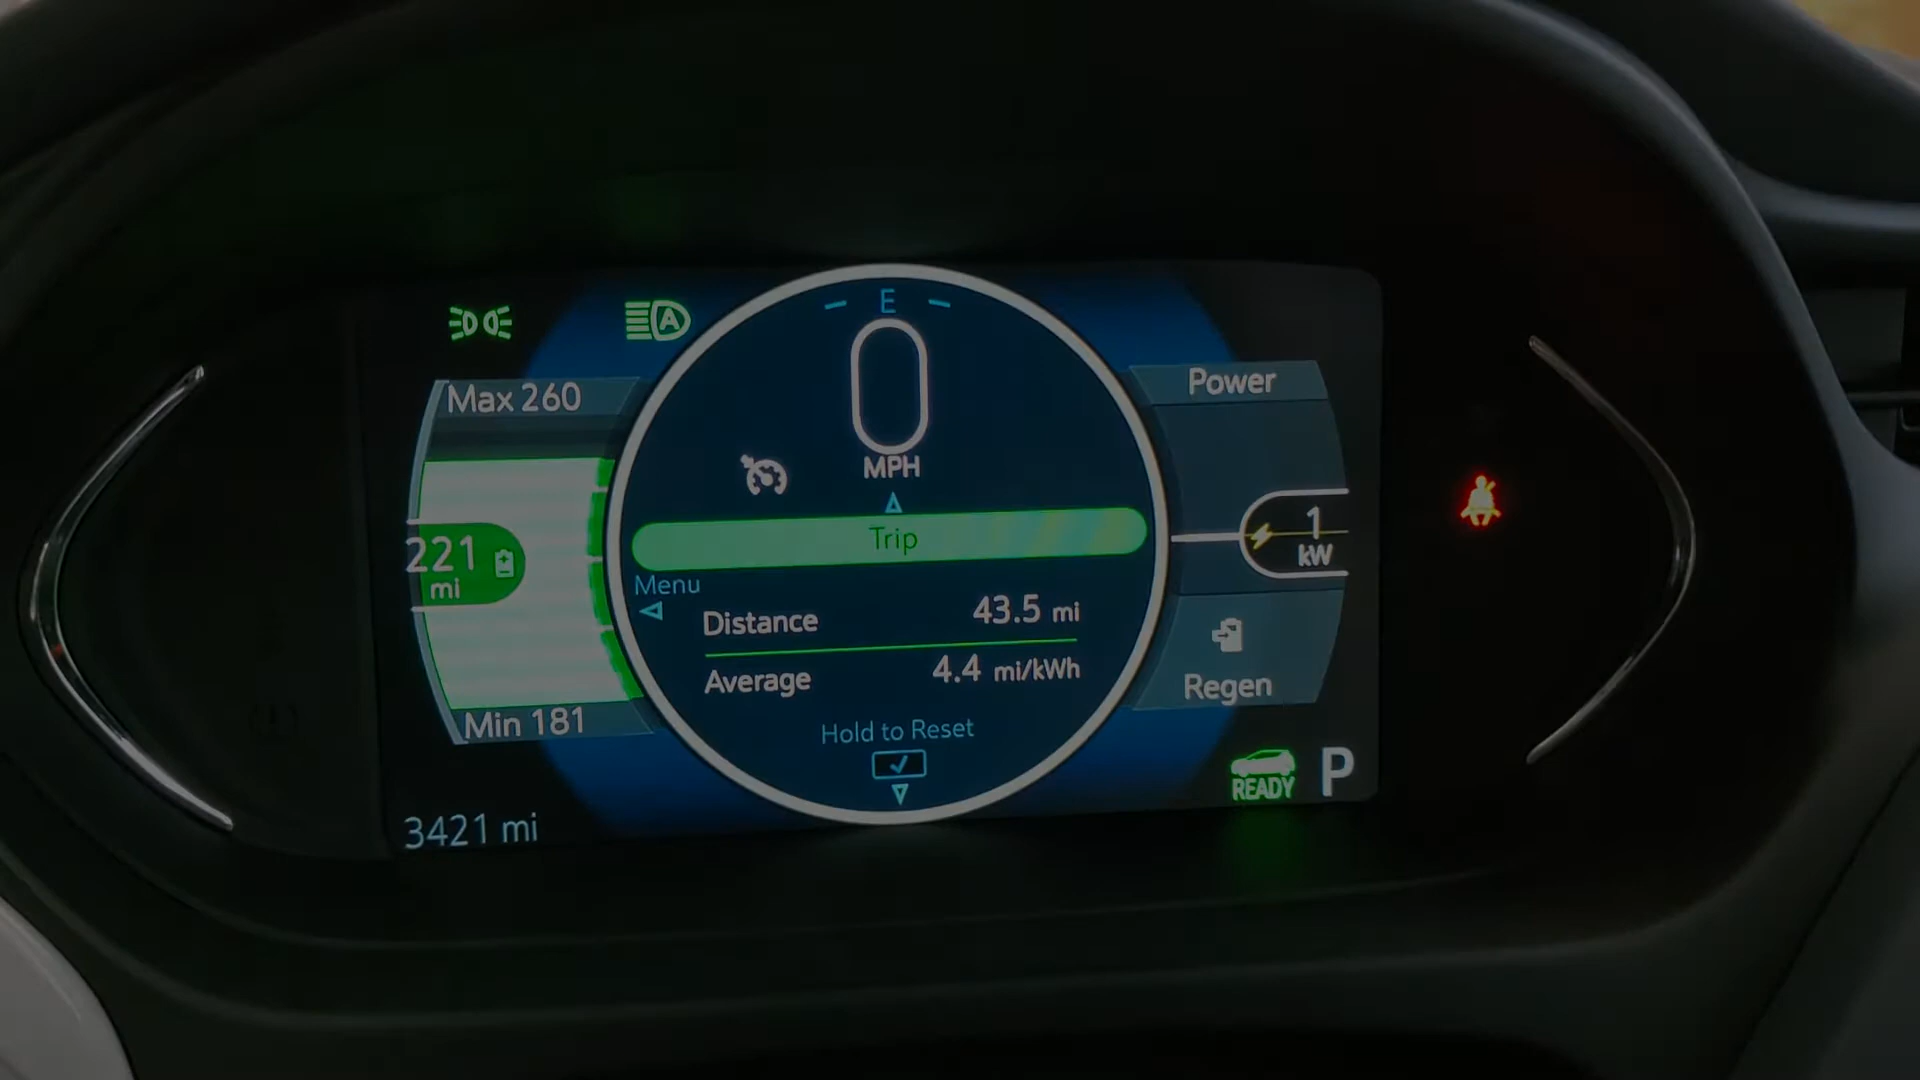 E
A
Max 260
0
MPH
Power
Trip
221
mi
1
kW
Menu
Distance 43.5 mi
Average 4.4 mi/kWh
Regen
Min 181
Hold to Reset
READY P
3421 mi